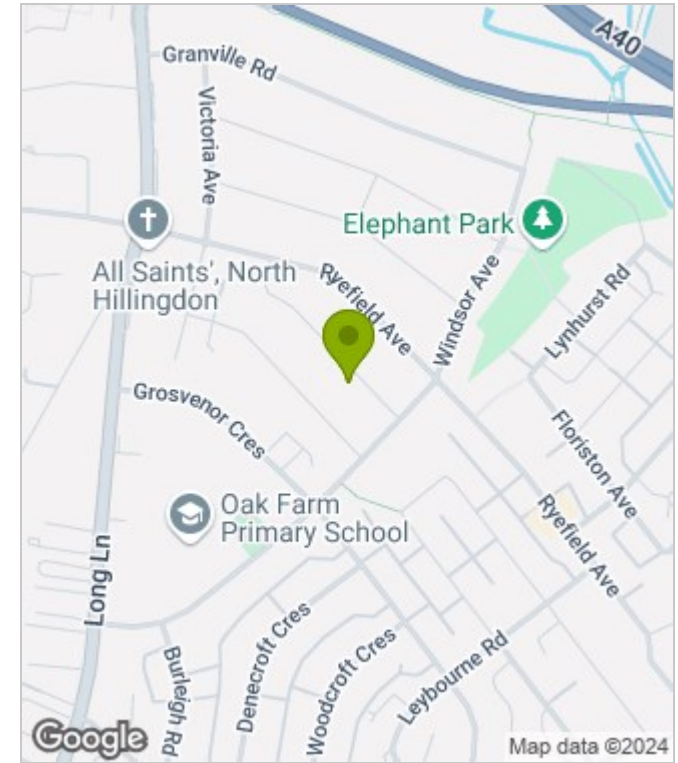 A40
Granville Rd
Victoria Ave
Elephant Park
All Saints', North
Hillingdon
Ryefield Ave
Windsor Ave
Lynhurst Rd
Grosvenor Cres
Floriston Ave
Oak Farm
Primary School
Ryefield Ave
Long Ln
Denecroft Cres
Woodcroft Cres
Leybourne Rd
Burleigh Rd
Google
Map data ©2024